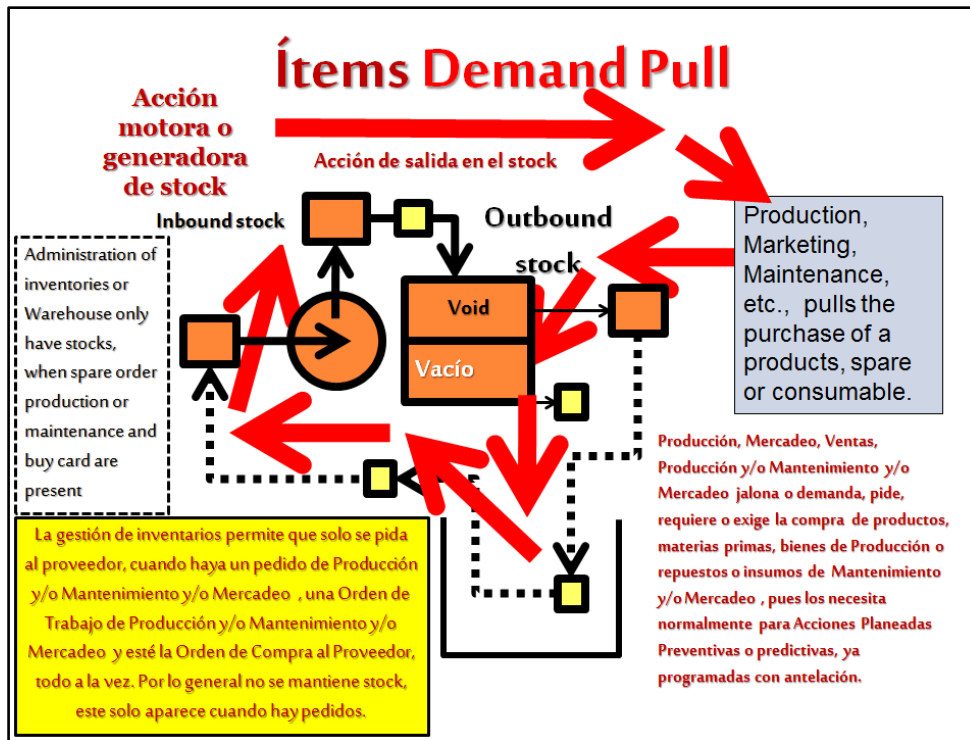 Ítems Demand Pull
Acción
motora o
generadora
de stock
Acción de salida en el stock
Inbound stock
Outbound
stock
Administration of
inventories or
Warehouse only
have stocks,
when spare order
production or
maintenance and
buy card are
present
Void
Vacío
Production,
Marketing,
Maintenance,
etc., pulls the
purchase of a
products, spare
or consumable.
Producción, Mercadeo, Ventas,
Producción y/o Mantenimiento y/o
Mercadeo jalona o demanda, pide,
requiere o exige la compra de productos,
materias primas, bienes de Producción o
repuestos o insumos de Mantenimiento
y/o Mercadeo , pues los necesita
normalmente para Acciones Planeadas
Preventivas o predictivas, ya
programadas con antelación.
La gestión de inventarios permite que solo se pida
al proveedor, cuando haya un pedido de Producción
y/o Mantenimiento y/o Mercadeo , una Orden de
Trabajo de Producción y/o Mantenimiento y/o
Mercadeo y esté la Orden de Compra al Proveedor,
todo a la vez. Por lo general no se mantiene stock,
este solo aparece cuando hay pedidos.